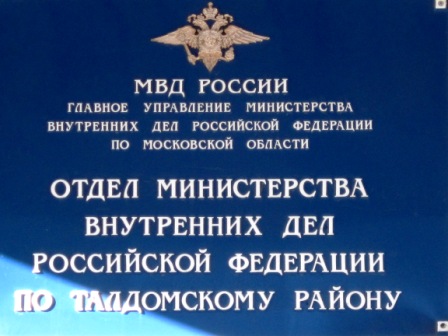 МВД РОССИИ
ГЛАВНОЕ УПРАВЛЕНИЕ МИНИСТЕРСТВА
ВНУТРЕННИХ ДЕЛ РОССИЙСКОЙ ФЕДЕРАЦИИ
ПО МОСКОВСКОЙ ОБЛАСТИ
ОТДЕЛ МИНИСТЕРСТВА
ВНУТРЕННИХ ДЕЛ
РОССИЙСКОЙ ФЕДЕРАЦИИ
ПО ТАЛДОМСКОМУ РАЙОНУ